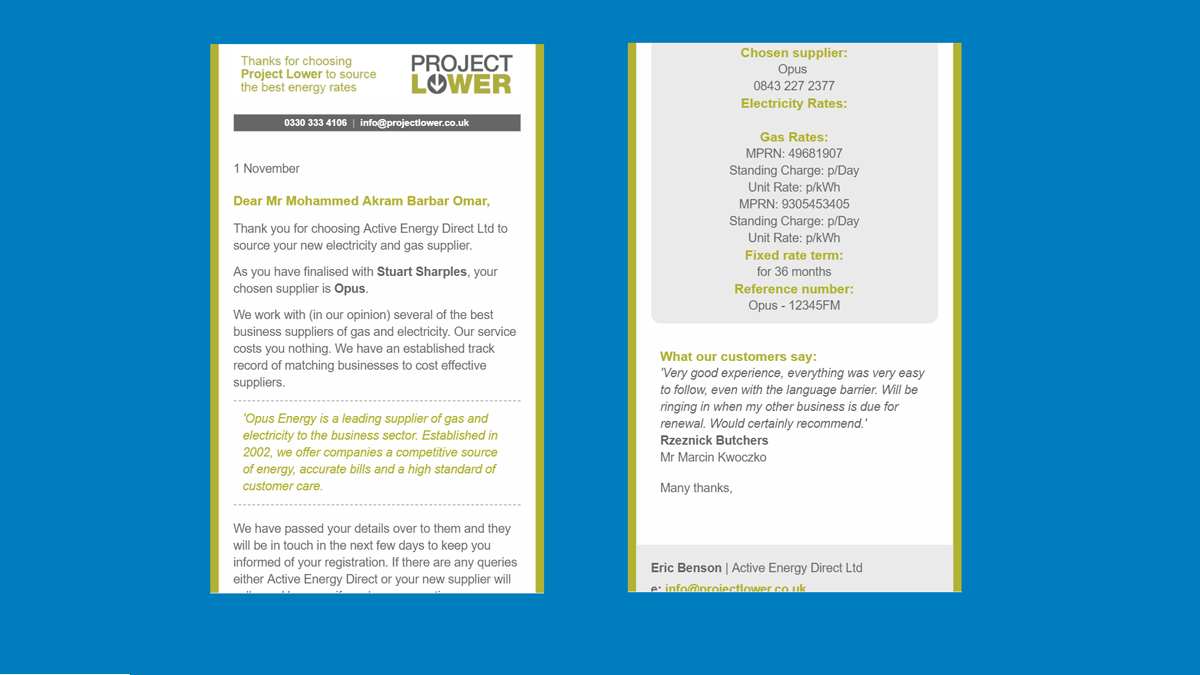 Thanks for choosing
Project Lower to source
the best energy rates
PROJECT
LOWER
0330 333 4106 | info@projectlower.co.uk
1 November
Dear Mr Mohammed Akram Barbar Omar,
Thank you for choosing Active Energy Direct Ltd to
source your new electricity and gas supplier.
As you have finalised with Stuart Sharples, your
chosen supplier is Opus.
We work with (in our opinion) several of the best
business suppliers of gas and electricity. Our service
costs you nothing. We have an established track
record of matching businesses to cost effective
suppliers.
'Opus Energy is a leading supplier of gas and
electricity to the business sector. Established in
2002, we offer companies a competitive source
of energy, accurate bills and a high standard of
customer care.
We have passed your details over to them and they
will be in touch in the next few days to keep you
informed of your registration. If there are any queries
either Active Energy Direct or your new supplier will
Chosen supplier:
Opus
0843 227 2377
Electricity Rates:
Gas Rates:
MPRN: 49681907
Standing Charge: p/Day
Unit Rate: p/kWh
MPRN: 9305453405
Standing Charge: p/Day
Unit Rate: p/kWh
Fixed rate term:
for 36 months
Reference number:
Opus - 12345FM
What our customers say:
'Very good experience, everything was very easy
to follow, even with the language barrier. Will be
ringing in when my other business is due for
renewal. Would certainly recommend.'
Rzeznick Butchers
Mr Marcin Kwoczko
Many thanks,
Eric Benson | Active Energy Direct Ltd
e: info@projectlower.co.uk